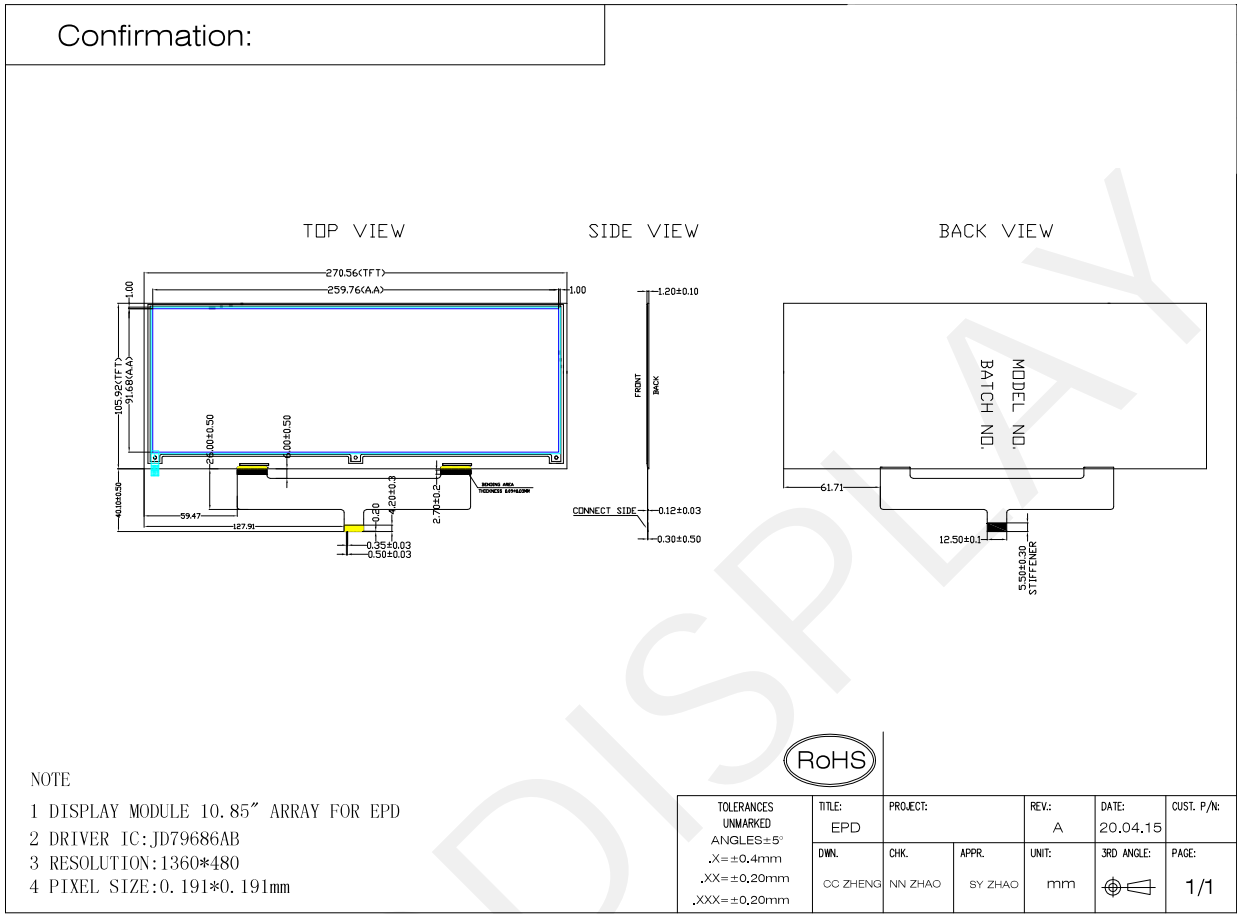 Confirmation:
TOP VIEW
SIDE VIEW
BACK VIEW
270.56(TFT)
259.76(A.A)
1.00
1.00
105.92(TFT)
91.68(A.A)
26.00±0.50
6.00±0.50
40.10±0.50
59.47
127.91
0.20
4.20±0.3
2.70±0.2
0.35±0.03
0.50±0.03
BENDING AREA
1.20±0.10
FRONT
BACK
CONNECT SIDE
0.12±0.03
0.30±0.50
MODEL NO.
BATCH NO.
61.71
12.50±0.1
5.50±0.30
STIFFENER
DISPLAY
NOTE
1 DISPLAY MODULE 10.85″ ARRAY FOR EPD
2 DRIVER IC:JD79686AB
3 RESOLUTION:1360*480
4 PIXEL SIZE:0.191*0.191mm
RoHS
TOLERANCES
UNMARKED
ANGLES±5°
.X=±0.4mm
.XX=±0.20mm
.XXX=±0.20mm
TITLE:
EPD
PROJECT:
REV.:
A
DATE:
20.04.15
CUST. P/N:
DWN.
CC ZHENG
CHK.
NN ZHAO
APPR.
SY ZHAO
UNIT:
mm
3RD ANGLE:
PAGE:
1/1